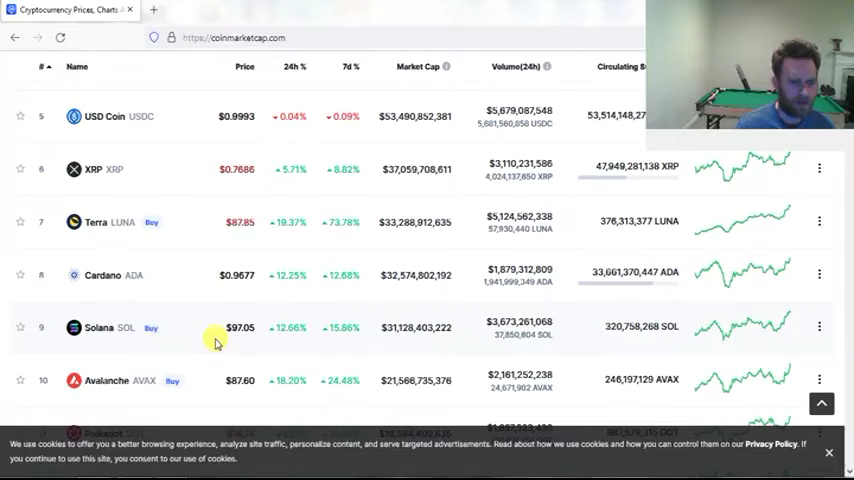 Cryptocurrency Prices, Charts A
https://coinmarketcap.com
# Name Price 24h % 7d % Market Cap Volume(24h) Circulating S
5 USD Coin USDC $0.9993 0.04% 0.09% $53,490,852,381 $5,679,087,548 53,514,148,27
5,681,560,858 USDC
6 XRP XRP $0.7686 5.71% 8.82% $37,059,708,611 $3,110,231,586 47,949,281,138 XRP
4,024,137,650 XRP
7 Terra LUNA Buy $87.85 19.37% 73.78% $33,288,912,635 $5,124,562,338 376,313,377 LUNA
57,930,440 LUNA
8 Cardano ADA $0.9677 12.25% 12.68% $32,574,802,192 $1,879,312,809 33,661,370,447 ADA
1,941,999,349 ADA
9 Solana SOL Buy $97.05 12.66% 15.86% $31,128,403,222 $3,673,261,068 320,758,268 SOL
37,850,604 SOL
10 Avalanche AVAX Buy $87.60 18.20% 24.48% $21,566,735,376 $2,161,252,238 246,197,129 AVAX
24,671,982 AVAX
Polkadot
We use cookies to offer you a better browsing experience, analyze site traffic, personalize content, and serve targeted advertisements. Read about how we use cookies and how you can control them on our Privacy Policy. If
you continue to use this site, you consent to our use of cookies.